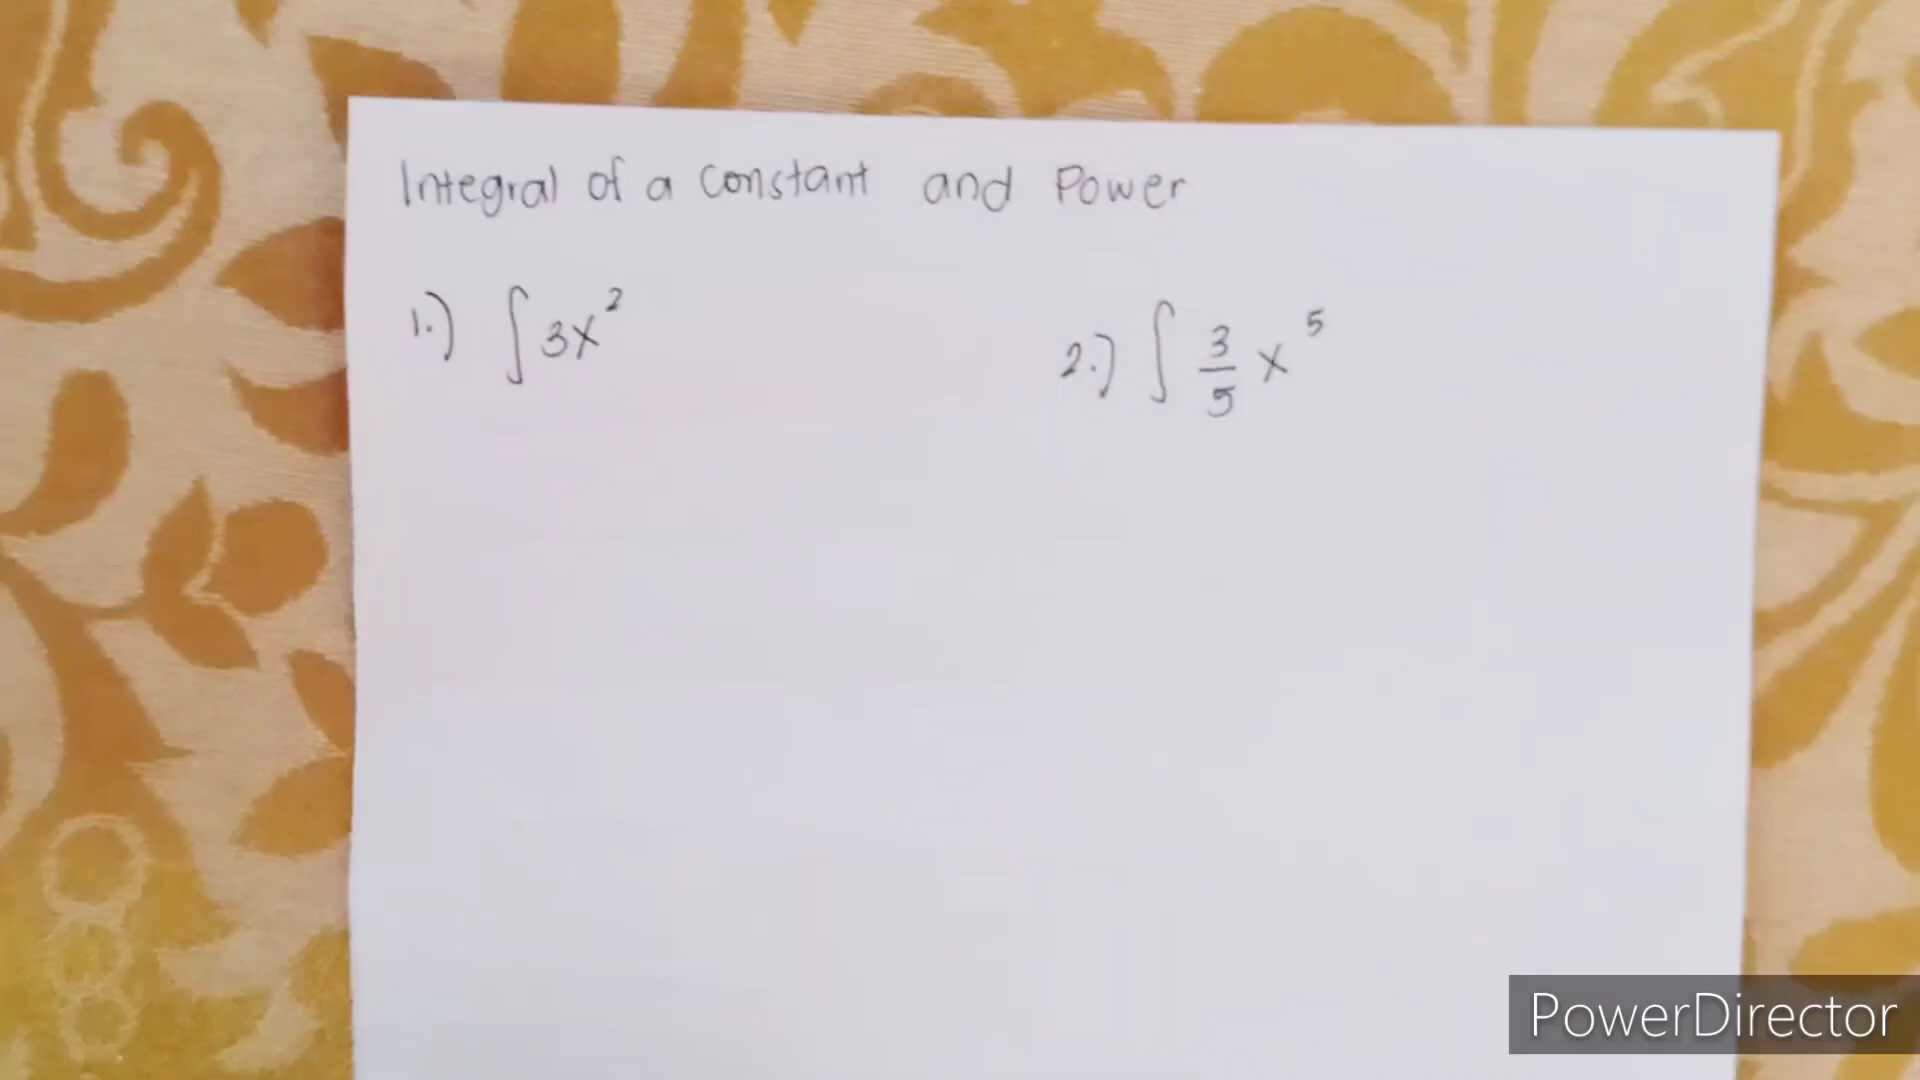 Integral of a constant and Power
1.) ∫ 3x²
2.) ∫ 3/5 x⁵
PowerDirector